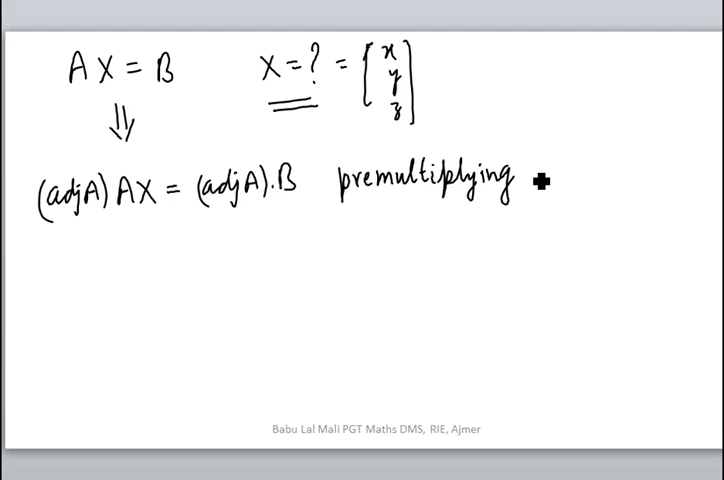 AX = B X = ? = [x y z]
⇓
(adjA) AX = (adjA).B premultiplying
Babu Lal Mali PGT Maths DMS, RIE, Ajmer